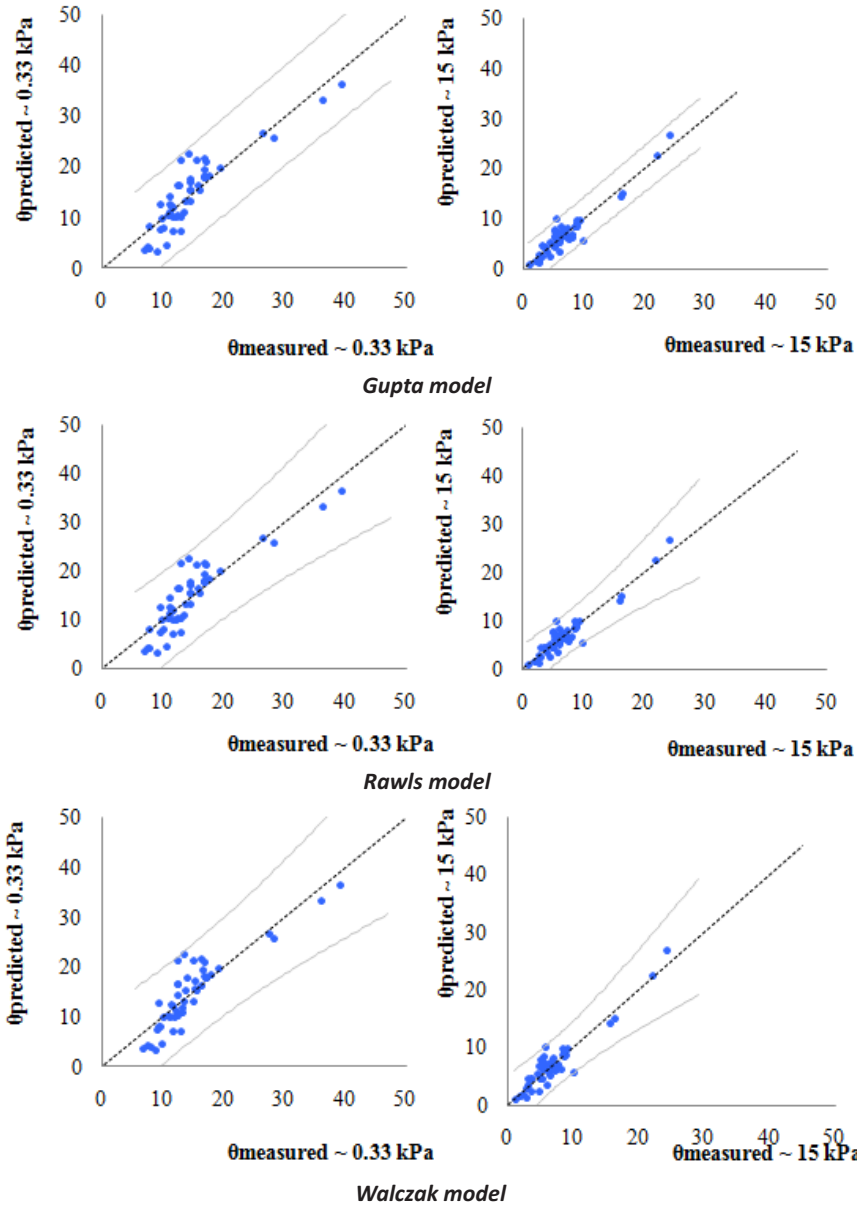 θpredicted ~ 0.33 kPa
50
40
30
20
10
0
0 10 20 30 40 50
θmeasured ~ 0.33 kPa
θpredicted ~ 15 kPa
50
40
30
20
10
0
0 10 20 30 40 50
θmeasured ~ 15 kPa
Gupta model
θpredicted ~ 0.33 kPa
50
40
30
20
10
0
0 10 20 30 40 50
θmeasured ~ 0.33 kPa
θpredicted ~ 15 kPa
50
40
30
20
10
0
0 10 20 30 40 50
θmeasured ~ 15 kPa
Rawls model
θpredicted ~ 0.33 kPa
50
40
30
20
10
0
0 10 20 30 40 50
θmeasured ~ 0.33 kPa
θpredicted ~ 15 kPa
50
40
30
20
10
0
0 10 20 30 40 50
θmeasured ~ 15 kPa
Walczak model